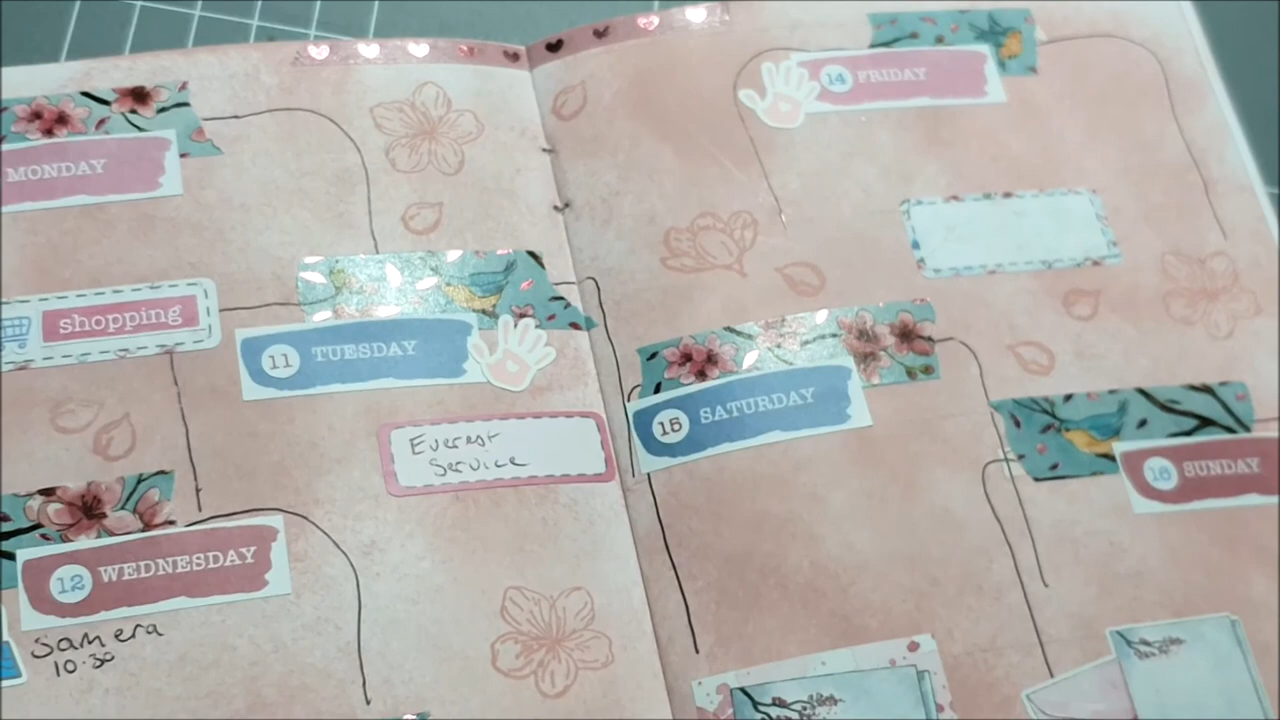 MONDAY
shopping
11 TUESDAY
Everest
Service
12 WEDNESDAY
Samera
10.30
14 FRIDAY
15 SATURDAY
16 SUNDAY